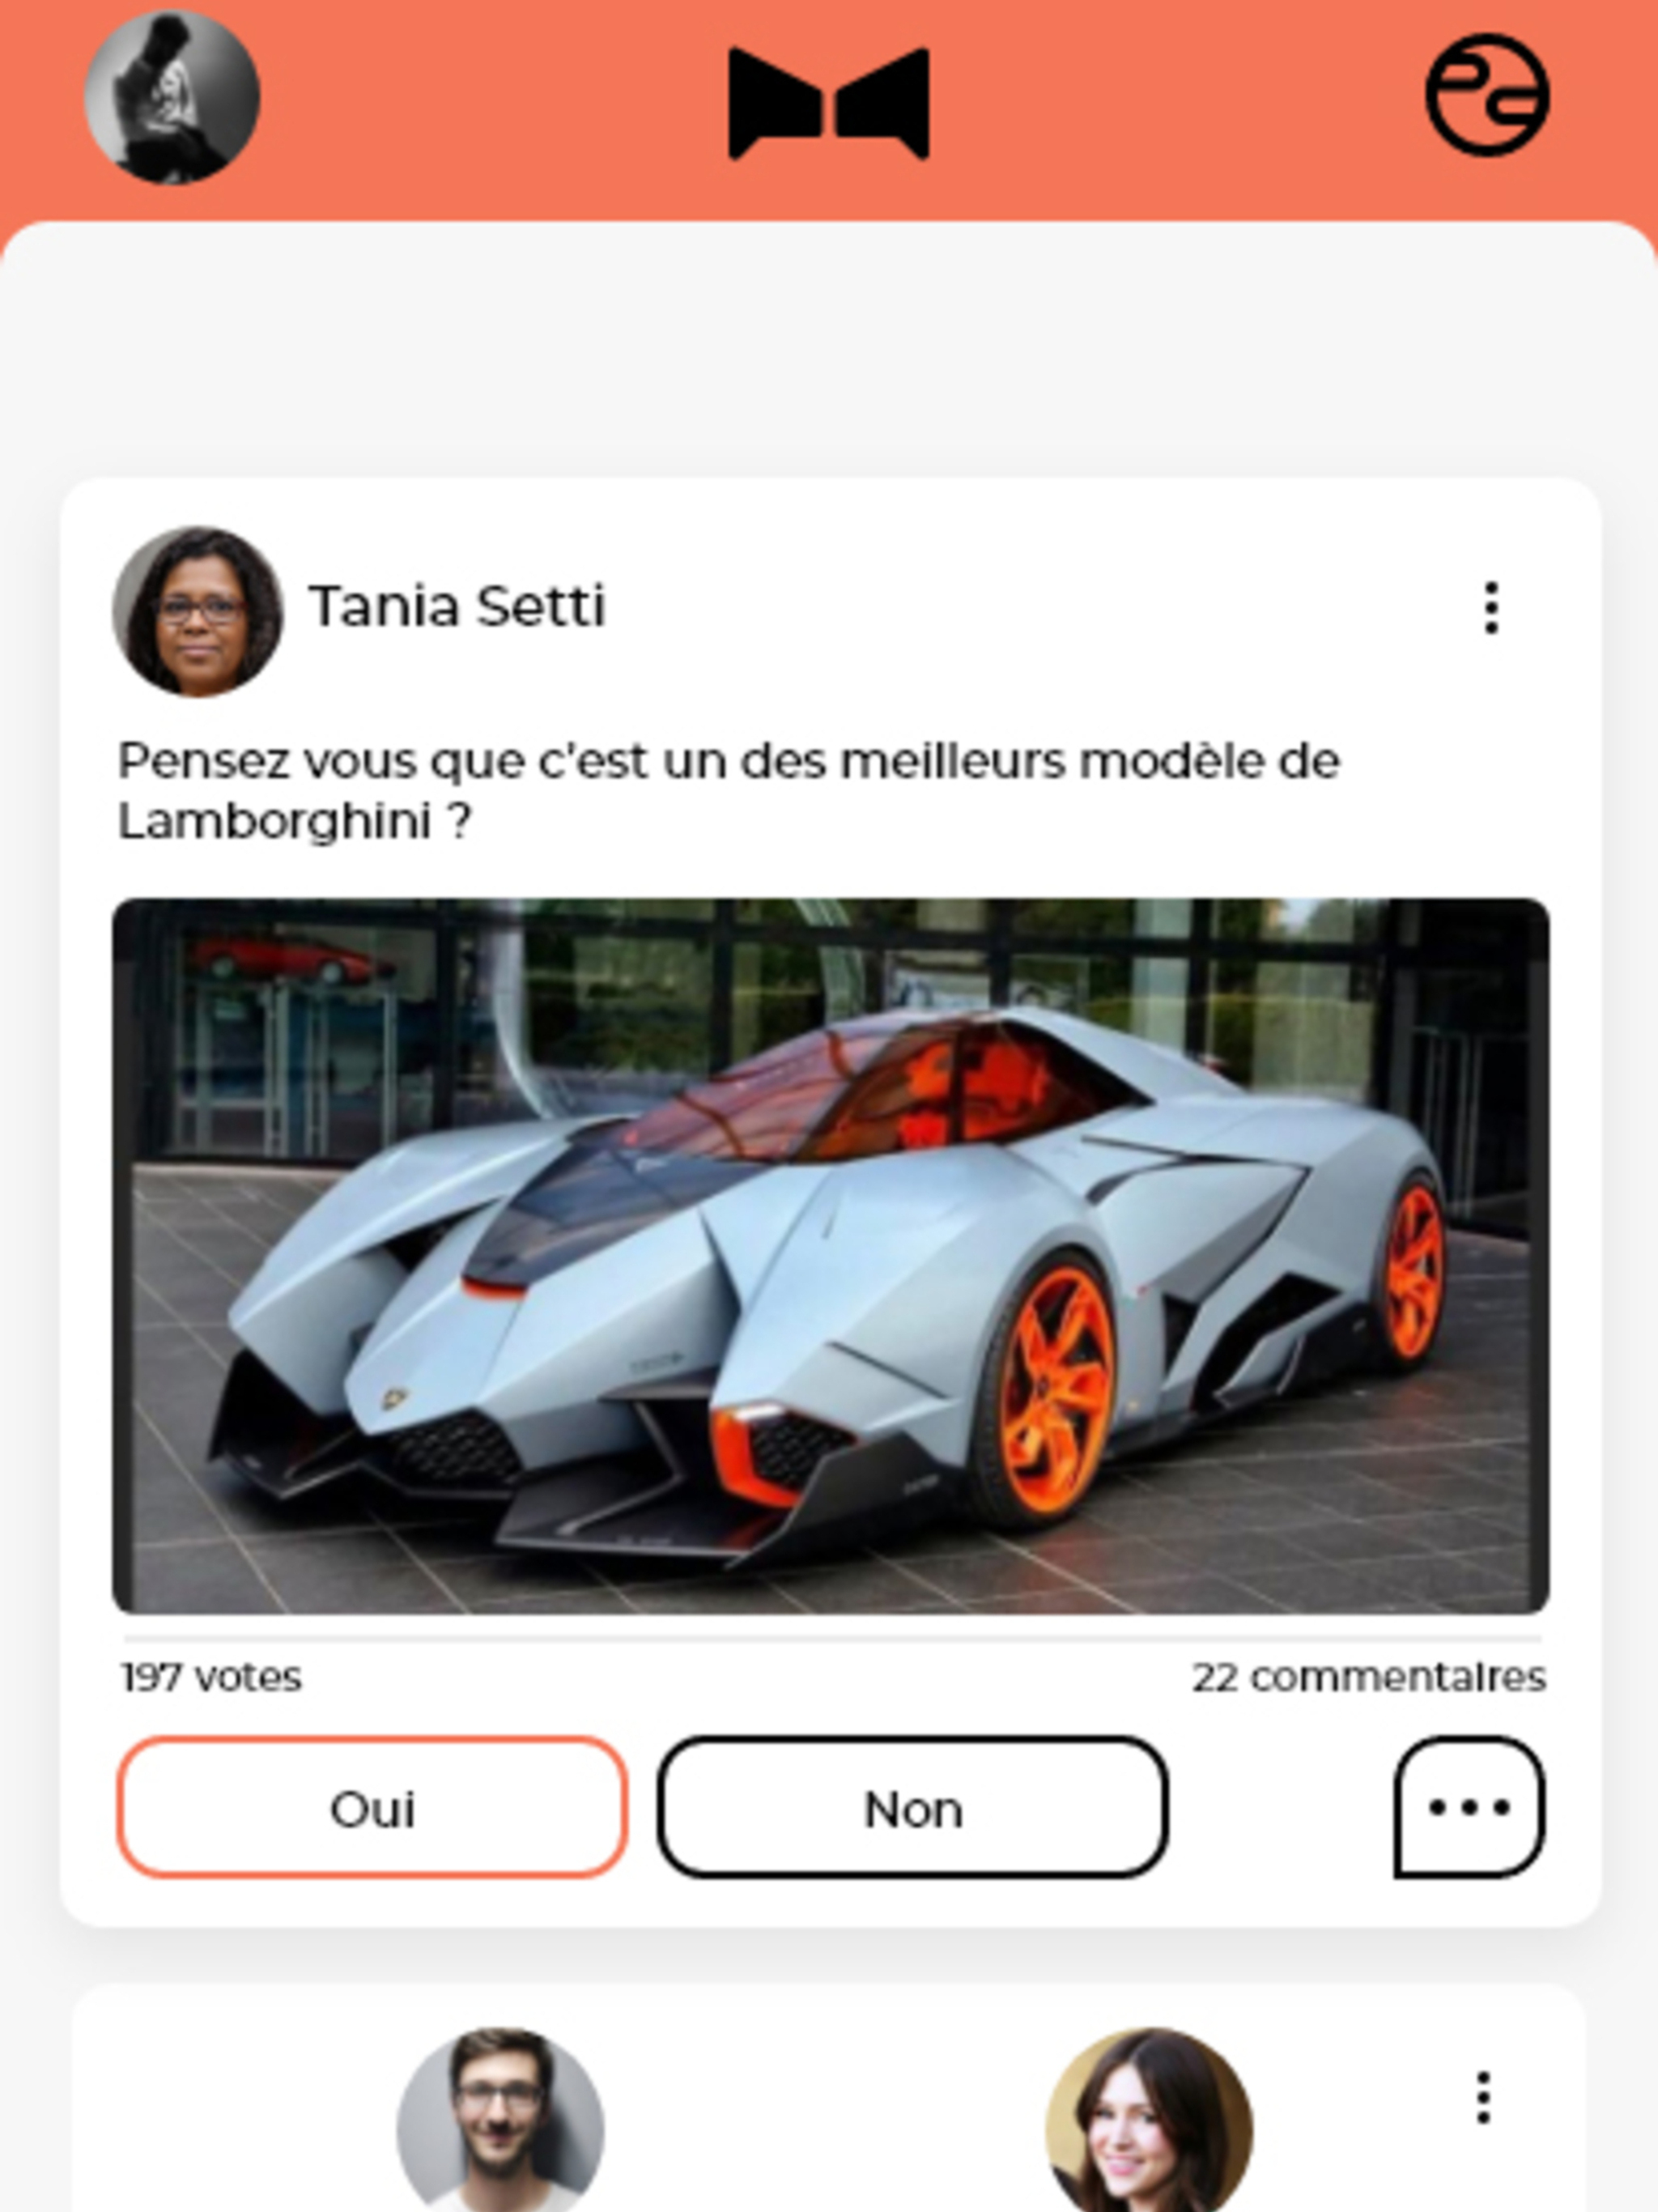 Tania Setti
Pensez vous que c'est un des meilleurs modèle de
Lamborghini ?
197 votes
22 commentaires
Oui
Non